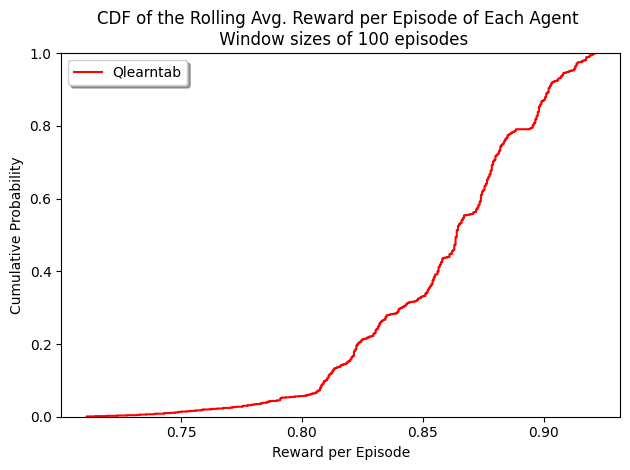 CDF of the Rolling Avg. Reward per Episode of Each Agent
Window sizes of 100 episodes
Qlearntab
Cumulative Probability
1.0
0.8
0.6
0.4
0.2
0.0
0.75
0.80
0.85
0.90
Reward per Episode